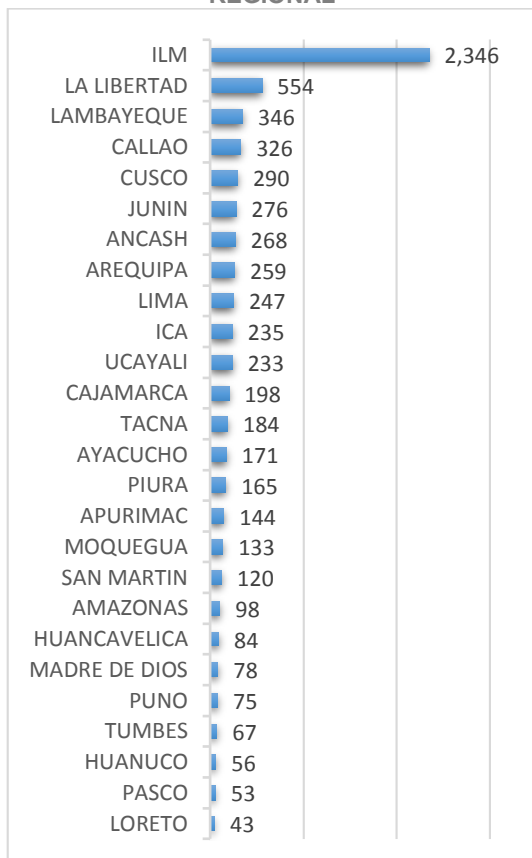 REGIONAL
ILM 2,346
LA LIBERTAD 554
LAMBAYEQUE 346
CALLAO 326
CUSCO 290
JUNIN 276
ANCASH 268
AREQUIPA 259
LIMA 247
ICA 235
UCAYALI 233
CAJAMARCA 198
TACNA 184
AYACUCHO 171
PIURA 165
APURIMAC 144
MOQUEGUA 133
SAN MARTIN 120
AMAZONAS 98
HUANCAVELICA 84
MADRE DE DIOS 78
PUNO 75
TUMBES 67
HUANUCO 56
PASCO 53
LORETO 43